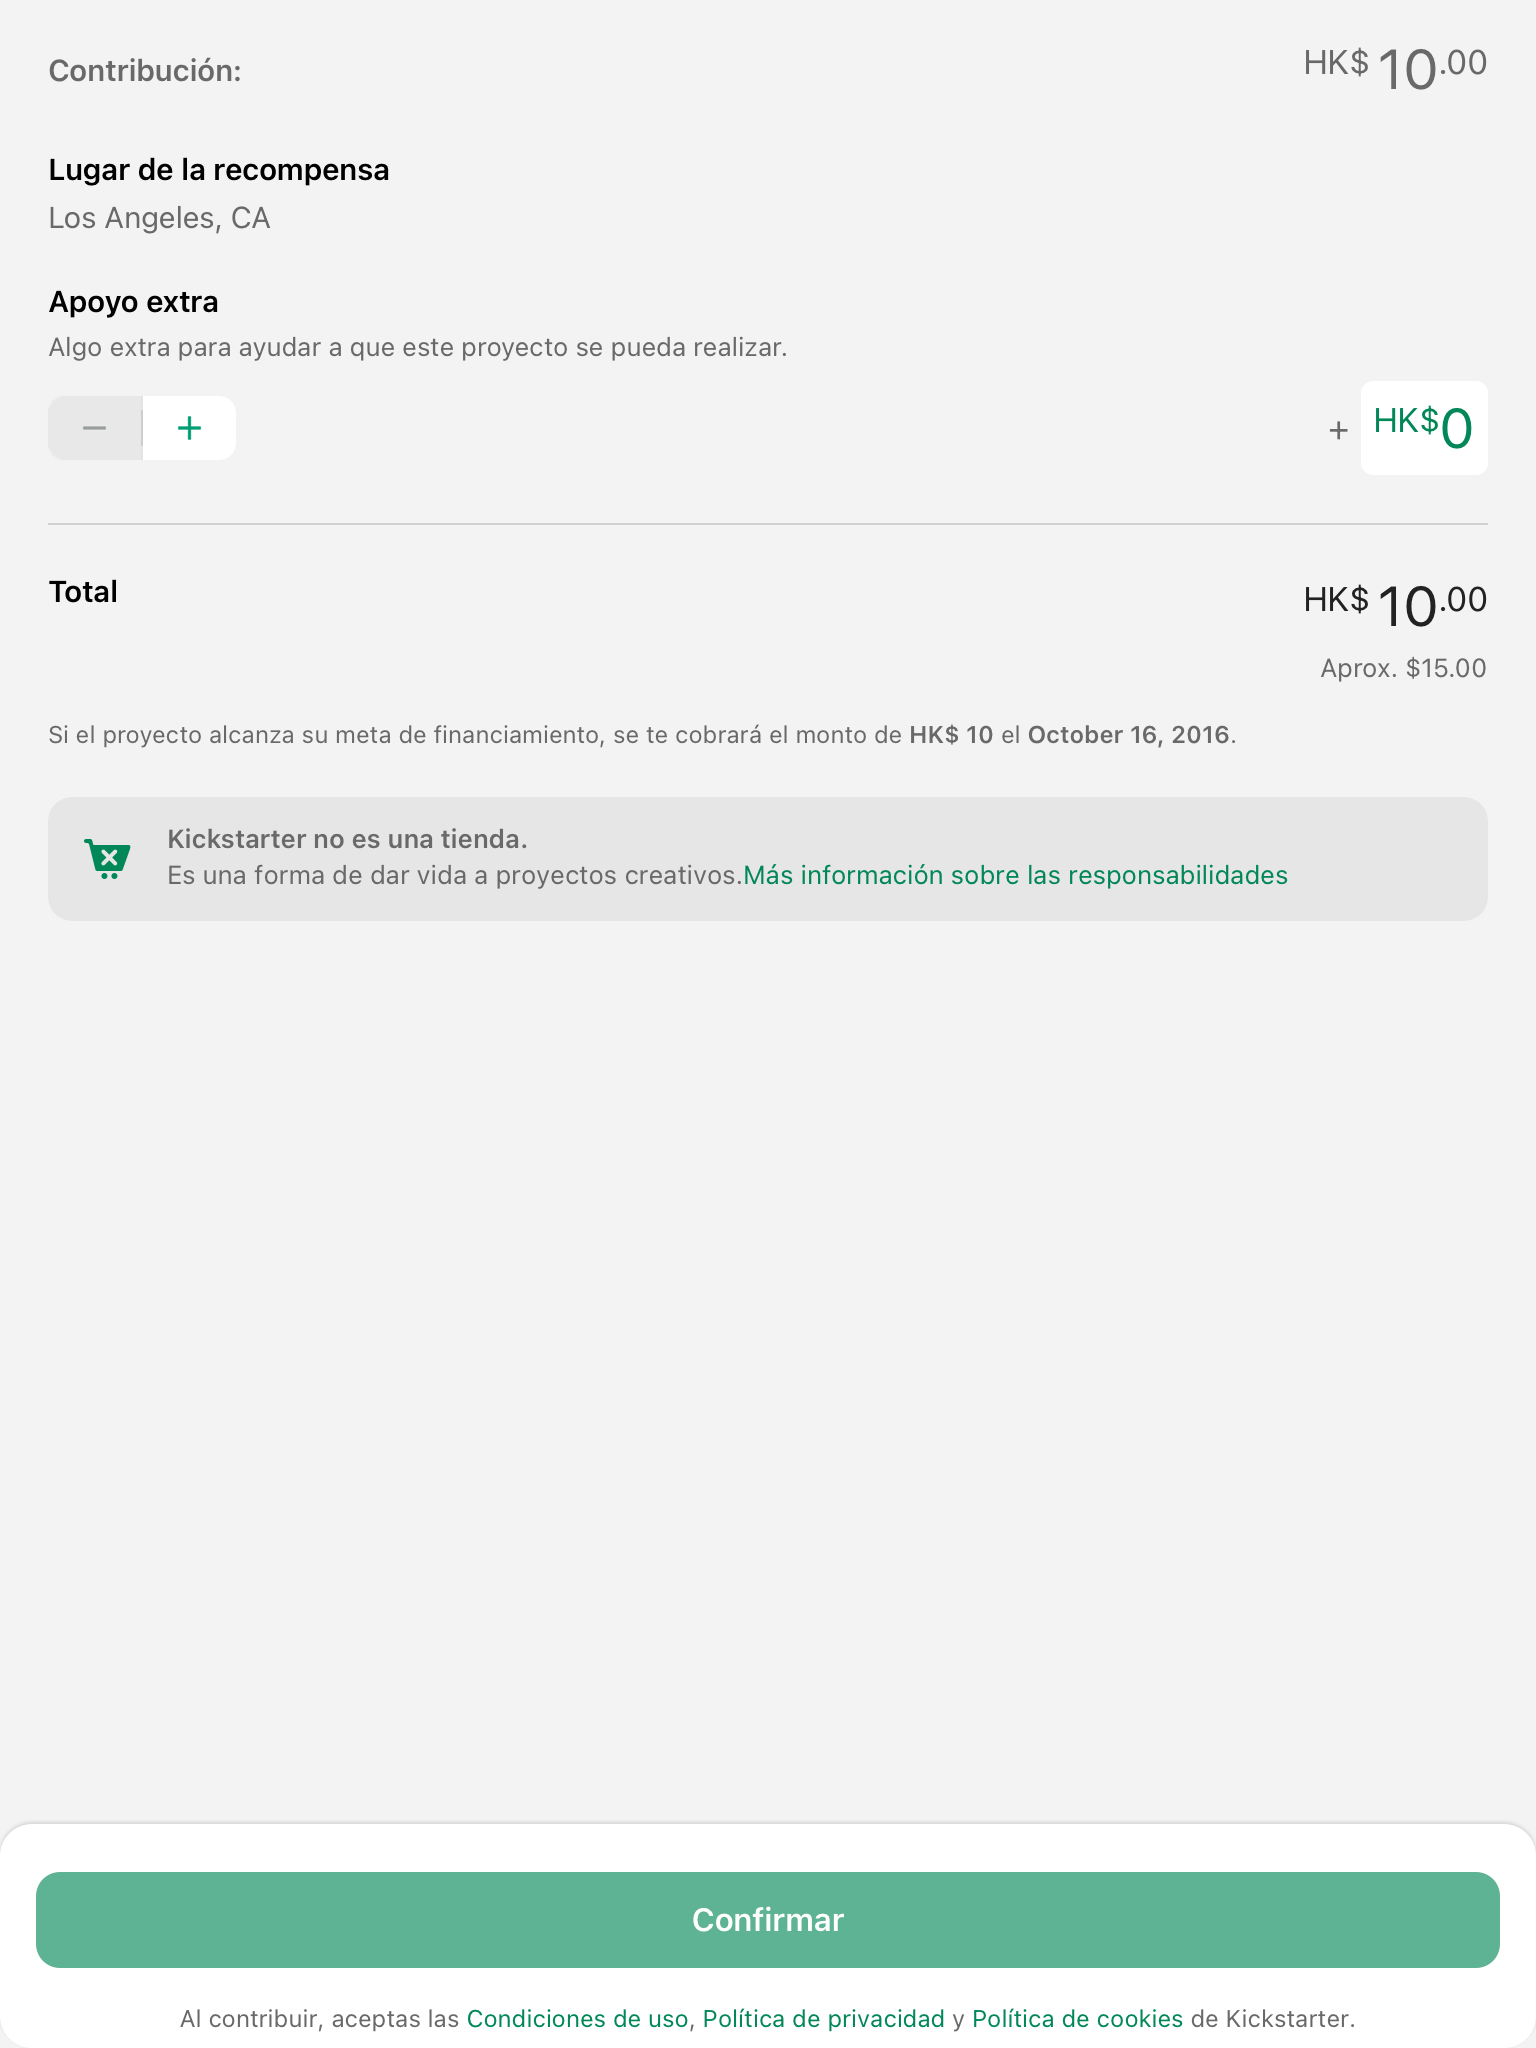 Contribución: HK$ 10.00
Lugar de la recompensa
Los Angeles, CA
Apoyo extra
Algo extra para ayudar a que este proyecto se pueda realizar.
− + + HK$0
Total HK$ 10.00
Aprox. $15.00
Si el proyecto alcanza su meta de financiamiento, se te cobrará el monto de HK$ 10 el October 16, 2016.
Kickstarter no es una tienda.
Es una forma de dar vida a proyectos creativos.Más información sobre las responsabilidades
Confirmar
Al contribuir, aceptas las Condiciones de uso, Política de privacidad y Política de cookies de Kickstarter.